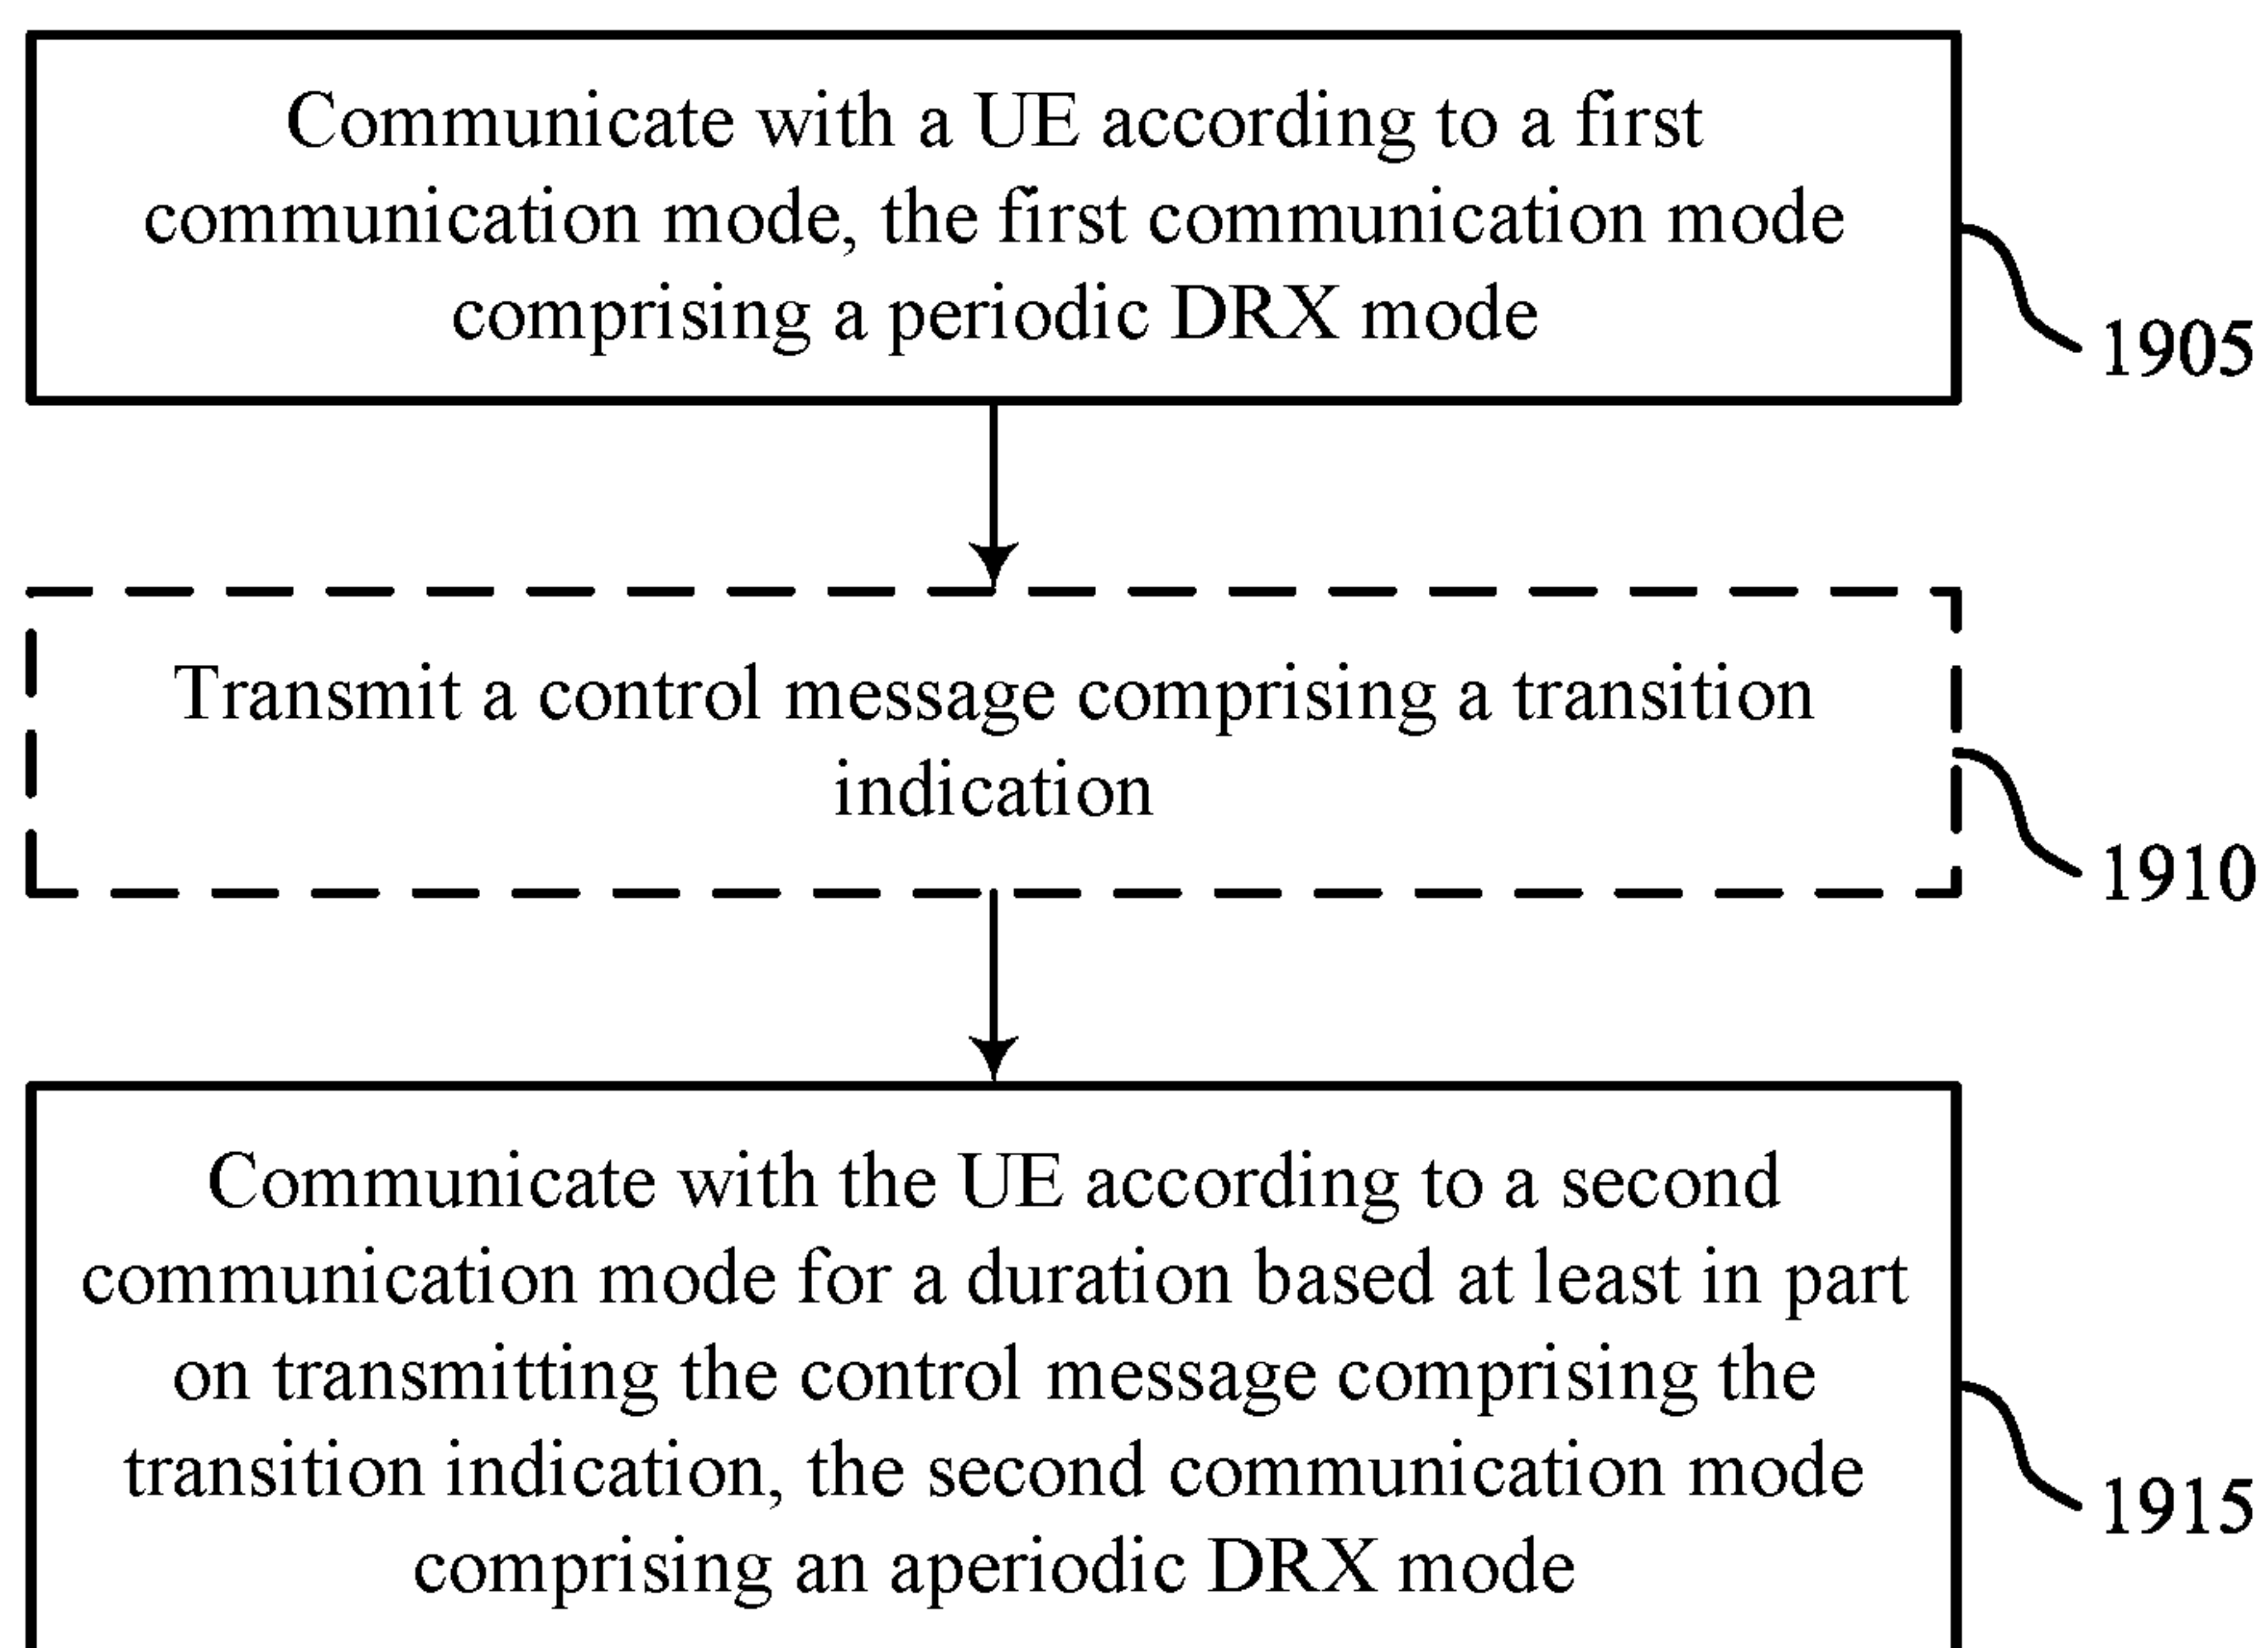 Communicate with a UE according to a first
communication mode, the first communication mode
comprising a periodic DRX mode
1905
Transmit a control message comprising a transition
indication
1910
Communicate with the UE according to a second
communication mode for a duration based at least in part
on transmitting the control message comprising the
transition indication, the second communication mode
comprising an aperiodic DRX mode
1915